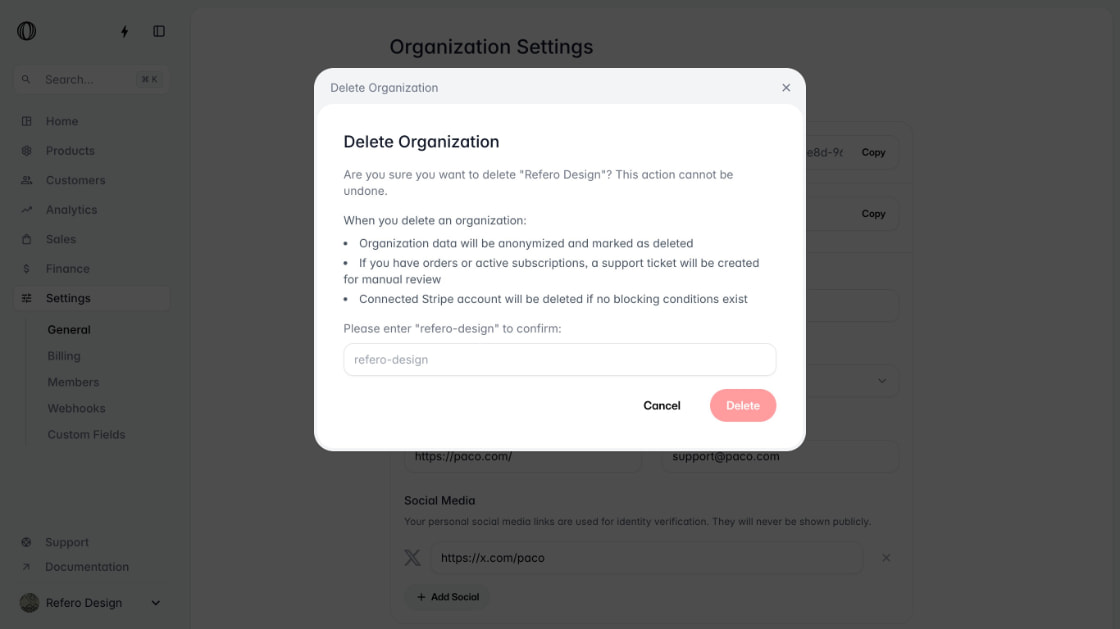 Search...
⌘ K
Home
Products
Customers
Analytics
Sales
Finance
Settings
General
Billing
Members
Webhooks
Custom Fields
Support
Documentation
Refero Design
Organization Settings
Copy
Copy
Delete Organization
Delete Organization
Are you sure you want to delete "Refero Design"? This action cannot be
undone.
When you delete an organization:
• Organization data will be anonymized and marked as deleted
• If you have orders or active subscriptions, a support ticket will be created
for manual review
• Connected Stripe account will be deleted if no blocking conditions exist
Please enter "refero-design" to confirm:
refero-design
Cancel
Delete
https://paco.com/
support@paco.com
Social Media
Your personal social media links are used for identity verification. They will never be shown publicly.
https://x.com/paco
+ Add Social